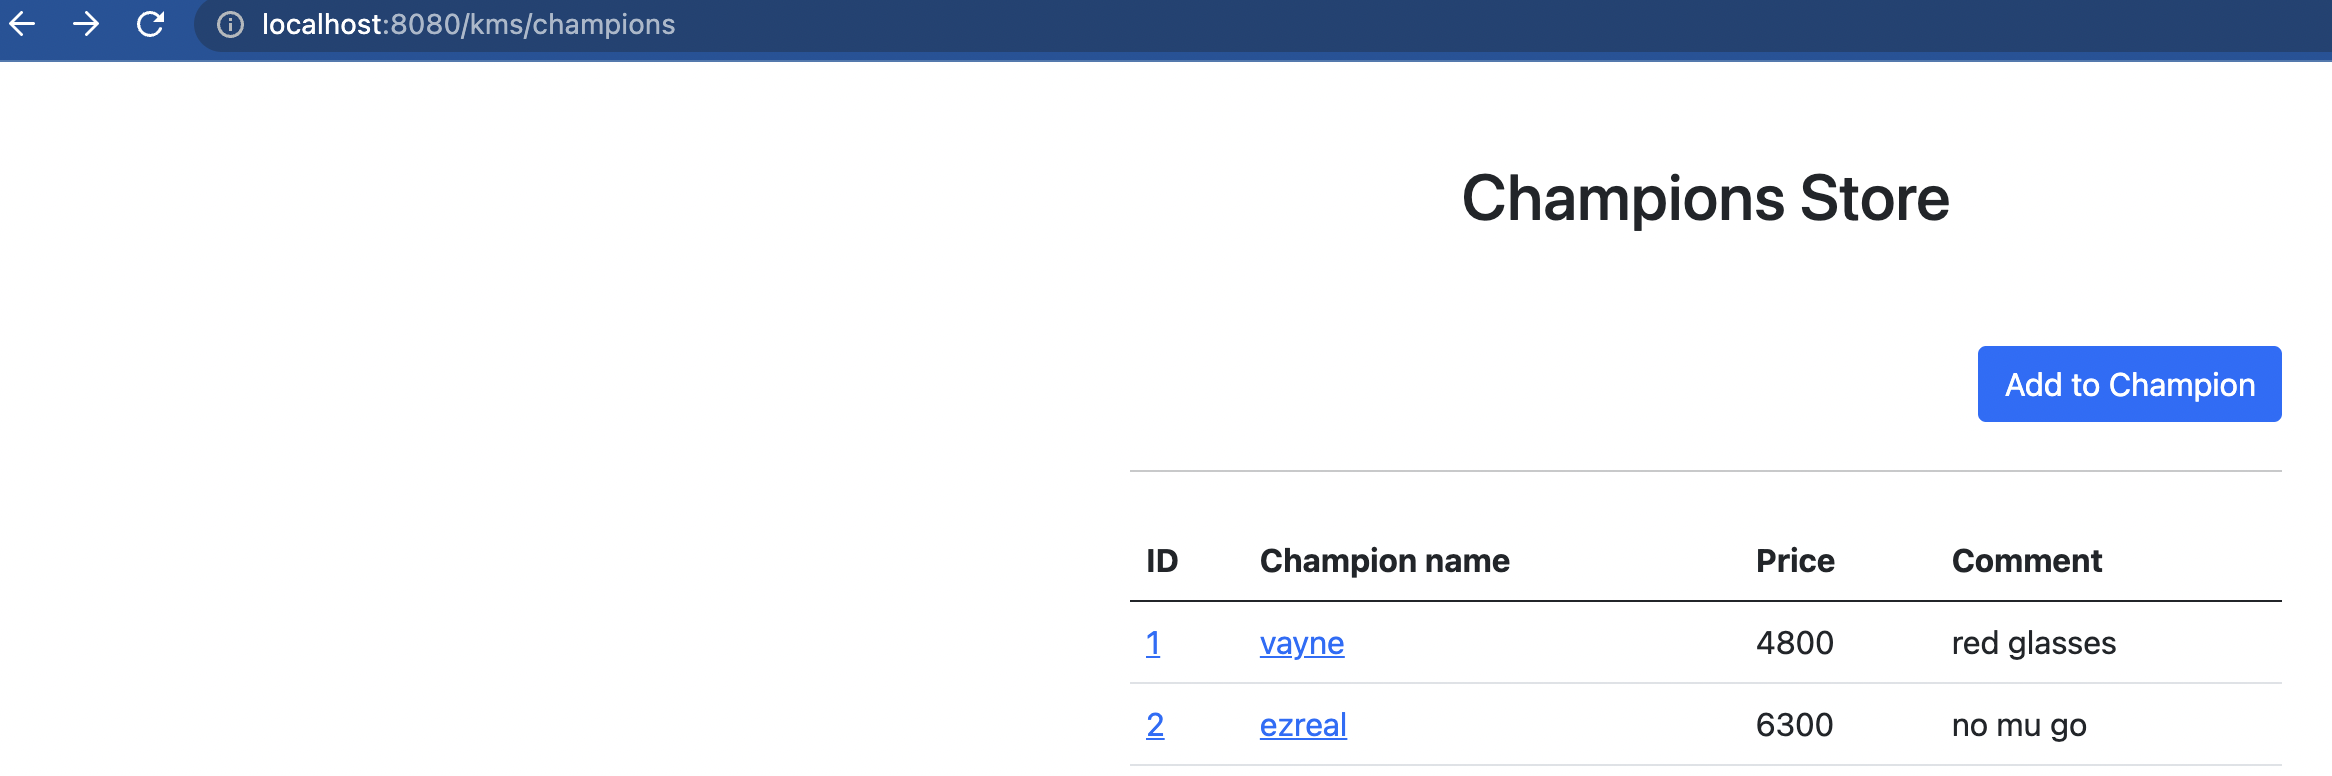 localhost:8080/kms/champions
Champions Store
Add to Champion
ID Champion name Price Comment
1 vayne 4800 red glasses
2 ezreal 6300 no mu go